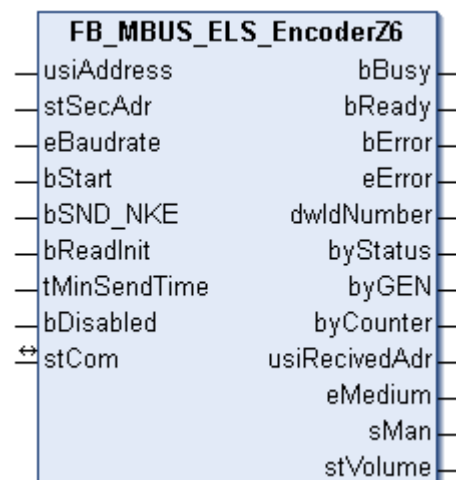 FB_MBUS_ELS_EncoderZ6
usiAddress bBusy
stSecAdr bReady
eBaudrate bError
bStart eError
bSND_NKE dwIdNumber
bReadInit byStatus
tMinSendTime byGEN
bDisabled byCounter
stCom usiRecivedAdr
eMedium
sMan
stVolume